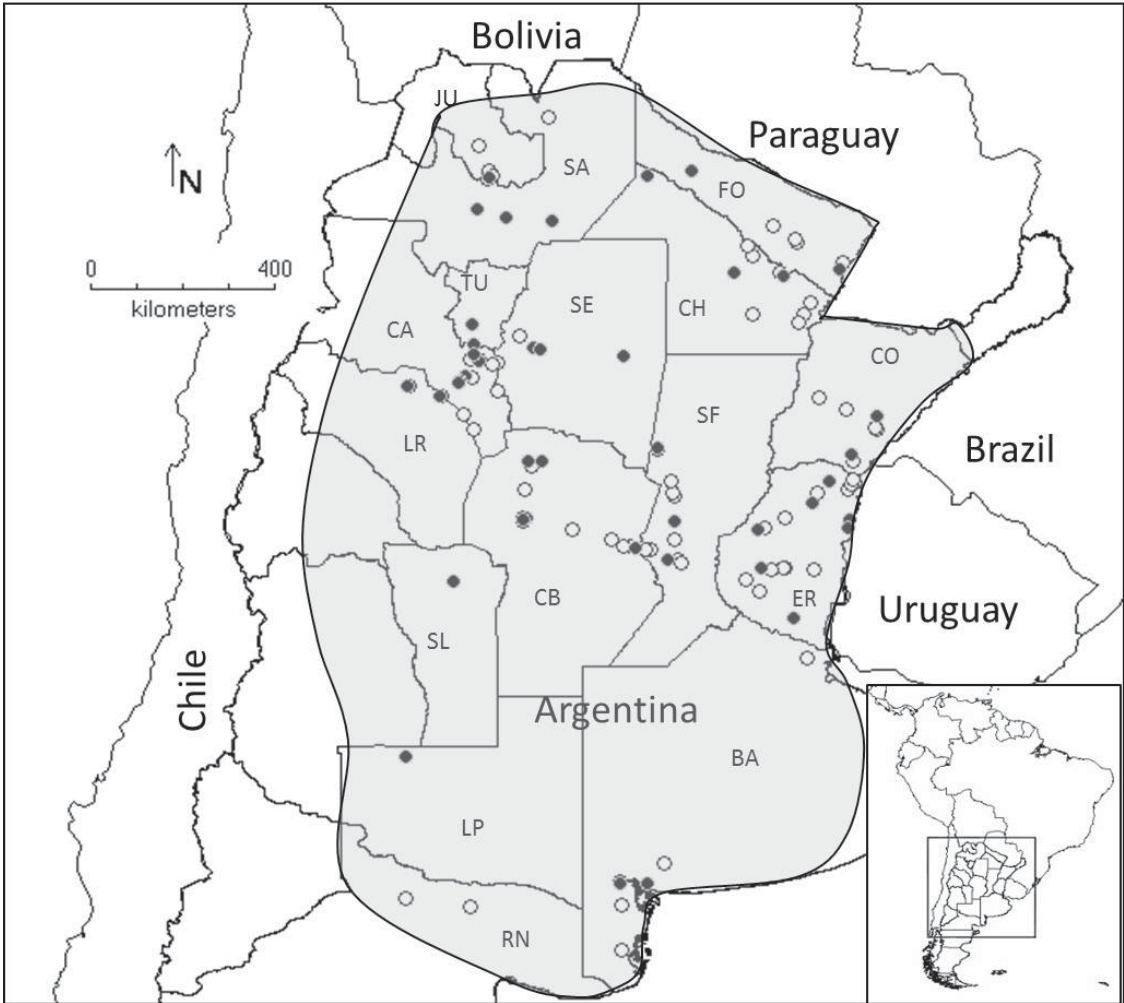 Bolivia
JU
Paraguay
N
SA
FO
0 400
kilometers
TU
SE
CH
CA
CO
SF
LR
Brazil
CB
ER
Uruguay
SL
Chile
Argentina
BA
LP
RN